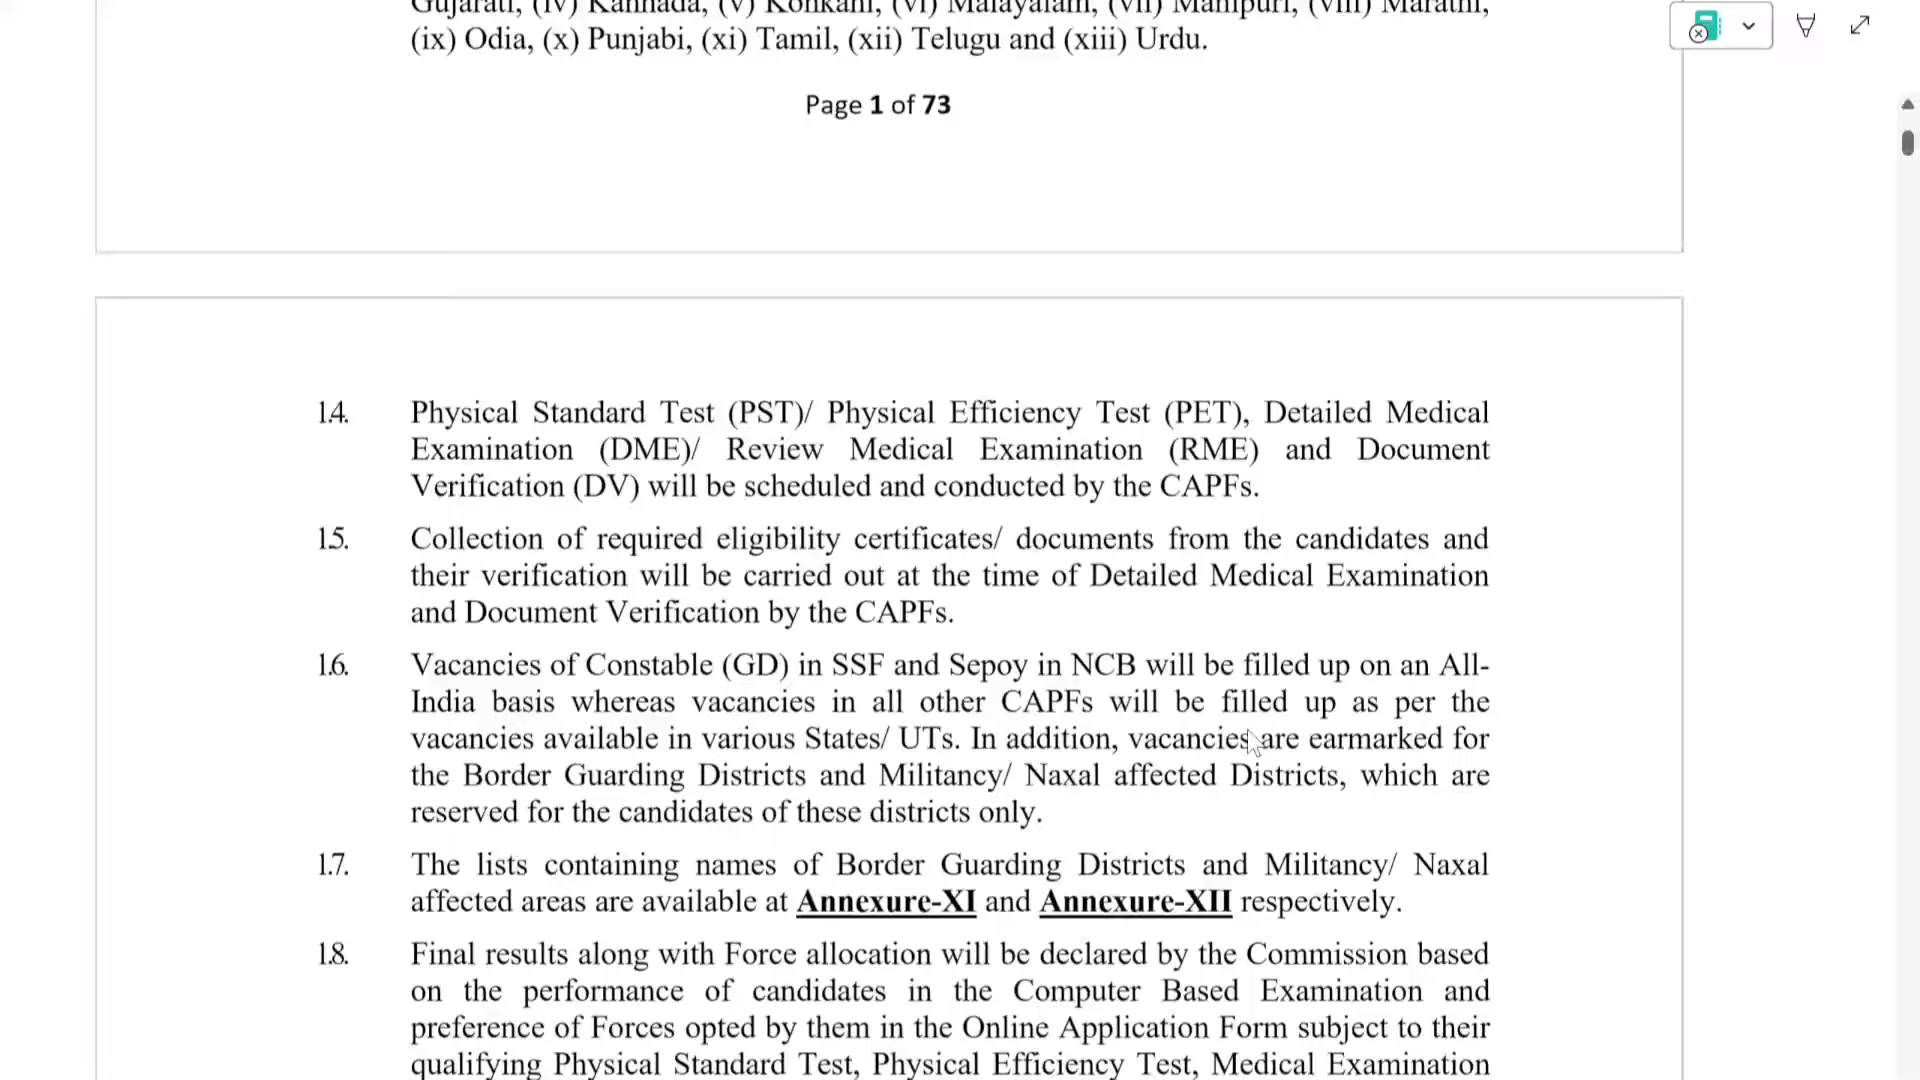 Gujarati, (iv) Kannada, (v) Konkani, (vi) Malayalam, (vii) Manipuri, (viii) Marathi,
(ix) Odia, (x) Punjabi, (xi) Tamil, (xii) Telugu and (xiii) Urdu.
Page 1 of 73
1.4. Physical Standard Test (PST)/ Physical Efficiency Test (PET), Detailed Medical
Examination (DME)/ Review Medical Examination (RME) and Document
Verification (DV) will be scheduled and conducted by the CAPFs.
1.5. Collection of required eligibility certificates/ documents from the candidates and
their verification will be carried out at the time of Detailed Medical Examination
and Document Verification by the CAPFs.
1.6. Vacancies of Constable (GD) in SSF and Sepoy in NCB will be filled up on an All-
India basis whereas vacancies in all other CAPFs will be filled up as per the
vacancies available in various States/ UTs. In addition, vacancies are earmarked for
the Border Guarding Districts and Militancy/ Naxal affected Districts, which are
reserved for the candidates of these districts only.
1.7. The lists containing names of Border Guarding Districts and Militancy/ Naxal
affected areas are available at Annexure-XI and Annexure-XII respectively.
1.8. Final results along with Force allocation will be declared by the Commission based
on the performance of candidates in the Computer Based Examination and
preference of Forces opted by them in the Online Application Form subject to their
qualifying Physical Standard Test, Physical Efficiency Test, Medical Examination